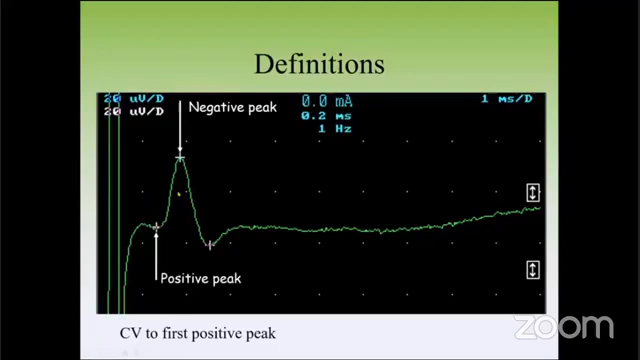 Definitions
20 uV/D
20 uV/D
Negative peak
0.0 mA
0.2 ms
1 Hz
1 ms/D
Positive peak
CV to first positive peak
zoom